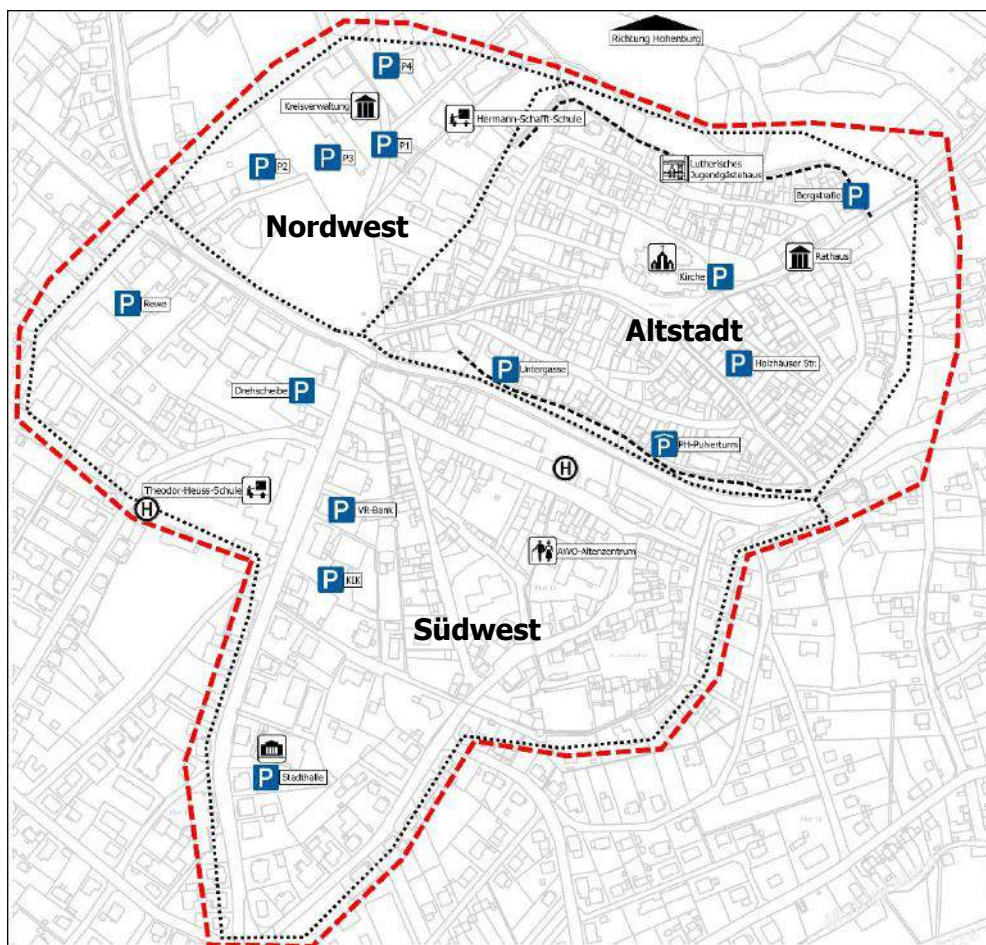 Richtung Hohenburg
P P4
Kreisverwaltung
Hermann-Schafft-Schule
P P1
P P3
P P2
Lutherisches
Jugendgästehaus
Bergstraße P
Nordwest
Kirche P
Rathaus
P Rewe
Altstadt
P Untergasse
P Holzhäuser Str.
Drehscheibe P
P PH-Pulverturm
H
Theodor-Heuss-Schule
H
P VR-Bank
AWO-Altenzentrum
P KIK
Südwest
P Stadthalle